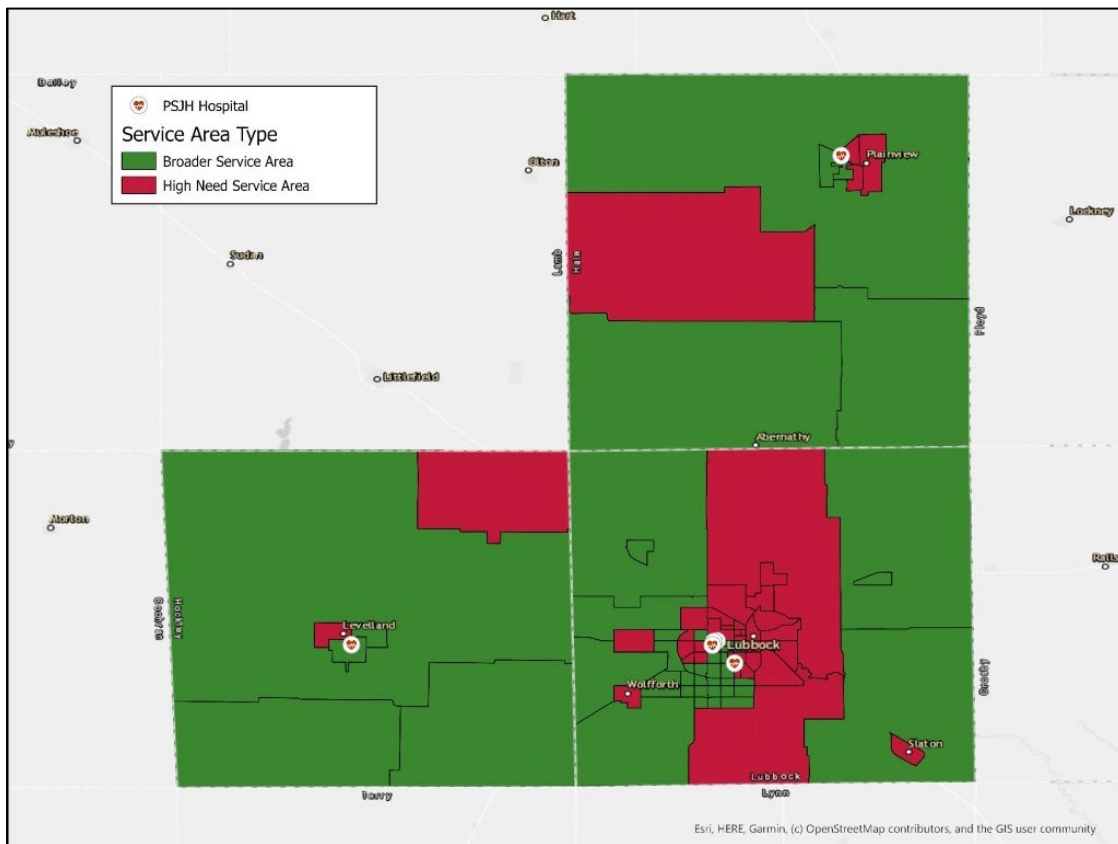 Hart
Bailey
Muleshoe
PSJH Hospital
Service Area Type
Broader Service Area
High Need Service Area
Olton
Plainview
Lockney
Sudan
Lamb
Hale
Floyd
Littlefield
Abernathy
Morton
Ralls
Hockley
Cochran
Levelland
Lubbock
Wolfforth
Crosby
Slaton
Lubbock
Lynn
Terry
Esri, HERE, Garmin, (c) OpenStreetMap contributors, and the GIS user community